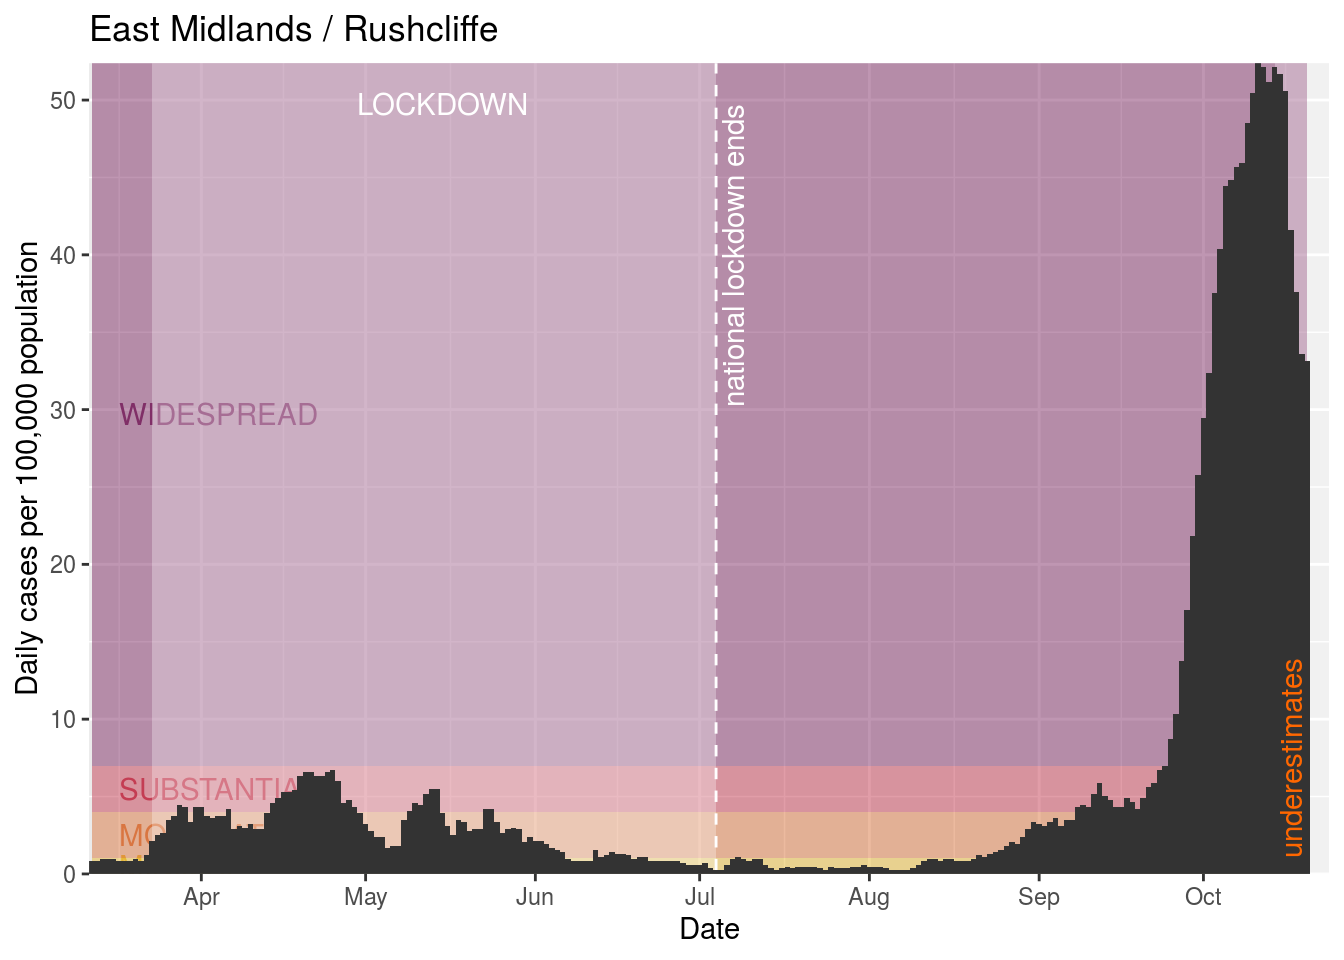 East Midlands / Rushcliffe
Daily cases per 100,000 population
50
40
30
20
10
0
LOCKDOWN
national lockdown ends
WIDESPREAD
SUBSTANTIA
underestimates
Apr
May
Jun
Jul
Aug
Sep
Oct
Date